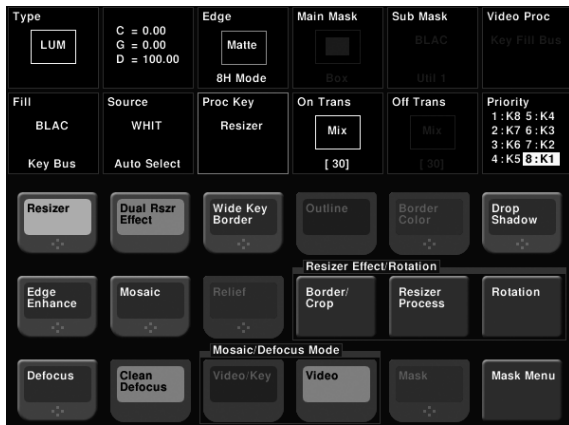 Type
LUM
C = 0.00
G = 0.00
D = 100.00
Edge
Matte
8H Mode
Main Mask
Box
Sub Mask
BLAC
Util 1
Video Proc
Key Fill Bus
Fill
BLAC
Key Bus
Source
WHIT
Auto Select
Proc Key
Resizer
On Trans
Mix
[ 30]
Off Trans
Mix
[ 30]
Priority
1:K8 5:K4
2:K7 6:K3
3:K6 7:K2
4:K5 8:K1
Resizer
Dual Rszr
Effect
Wide Key
Border
Outline
Border
Color
Drop
Shadow
Resizer Effect/Rotation
Edge
Enhance
Mosaic
Relief
Border/
Crop
Resizer
Process
Rotation
Mosaic/Defocus Mode
Defocus
Clean
Defocus
Video/Key
Video
Mask
Mask Menu